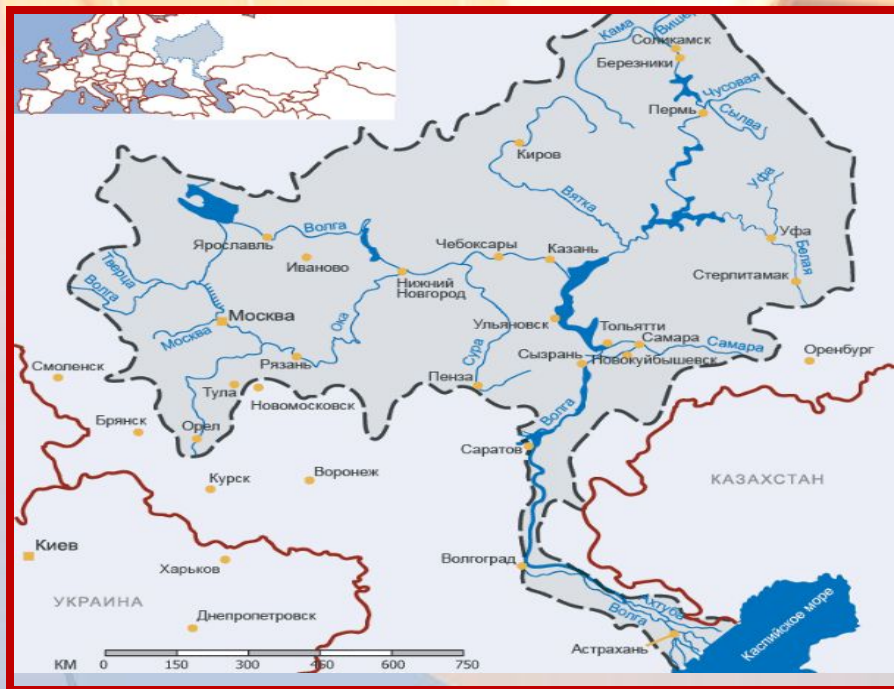 Кама
Вишера
Соликамск
Березники
Чусовая
Пермь
Сылва
Киров
Вятка
Уфа
Волга
Ярославль
Чебоксары
Казань
Уфа
Иваново
Белая
Тверца
Нижний
Новгород
Стерлитамак
Волга
Москва
Ока
Ульяновск
Тольятти
Москва
Самара
Самара
Сура
Сызрань
Новокуйбышевск
Оренбург
Смоленск
Рязань
Пенза
Тула
Новомосковск
Брянск
Орел
Волга
Саратов
Курск
Воронеж
КАЗАХСТАН
Киев
Волгоград
Харьков
УКРАИНА
Ахтуба
Волга
Днепропетровск
Астрахань
Каспийское море
КМ 0 150 300 450 600 750